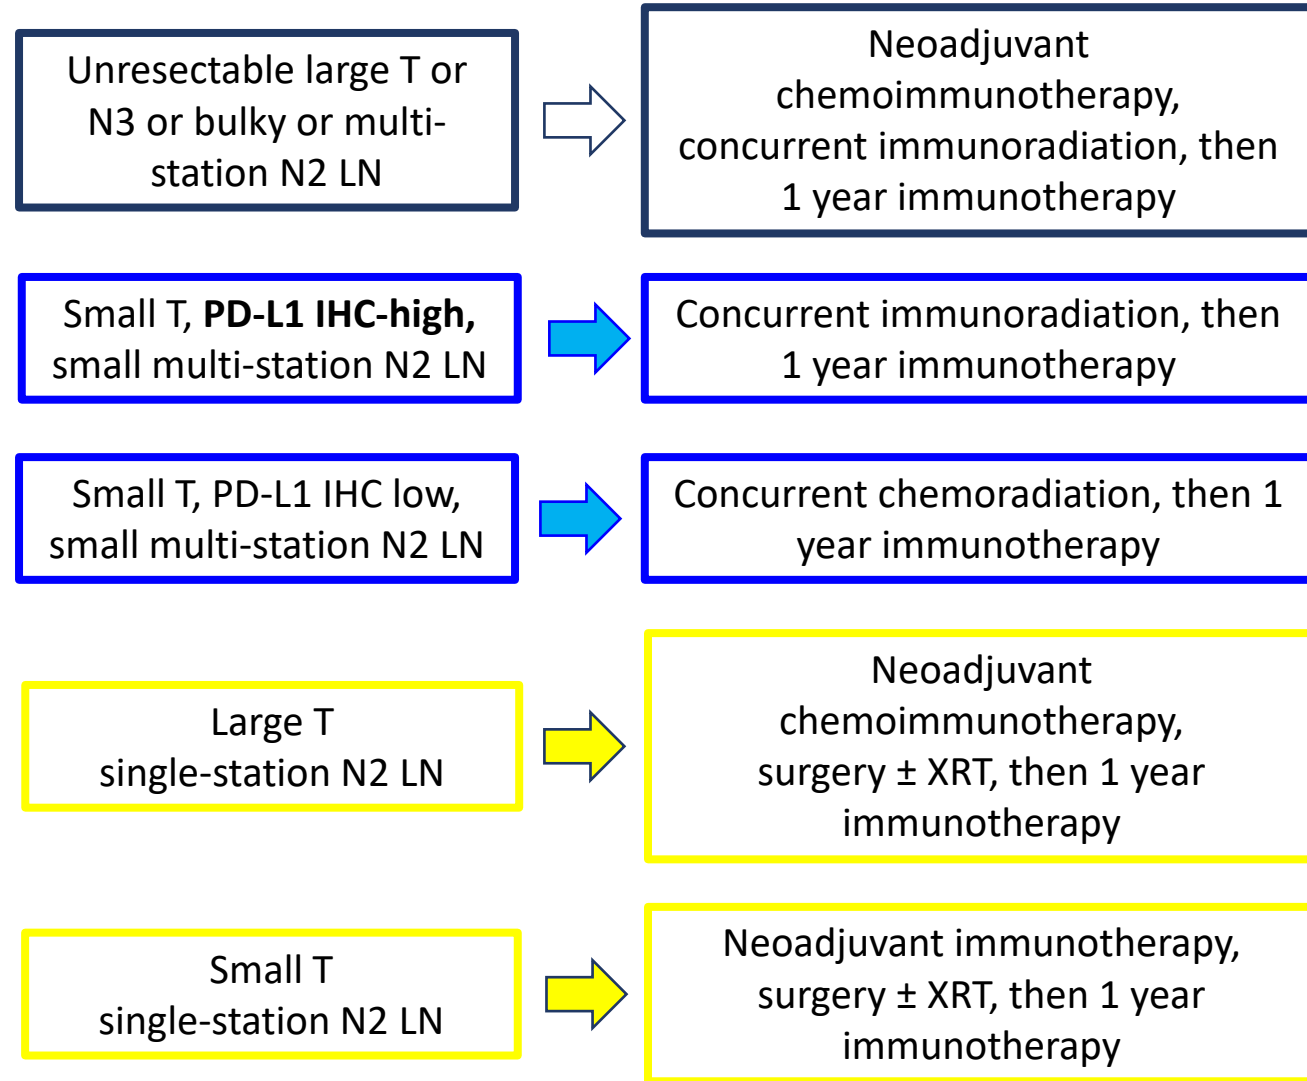 Unresectable large T or
N3 or bulky or multi-
station N2 LN
Neoadjuvant
chemoimmunotherapy,
concurrent immunoradiation, then
1 year immunotherapy
Small T, PD-L1 IHC-high,
small multi-station N2 LN
Concurrent immunoradiation, then
1 year immunotherapy
Small T, PD-L1 IHC low,
small multi-station N2 LN
Concurrent chemoradiation, then 1
year immunotherapy
Large T
single-station N2 LN
Neoadjuvant
chemoimmunotherapy,
surgery ± XRT, then 1 year
immunotherapy
Small T
single-station N2 LN
Neoadjuvant immunotherapy,
surgery ± XRT, then 1 year
immunotherapy